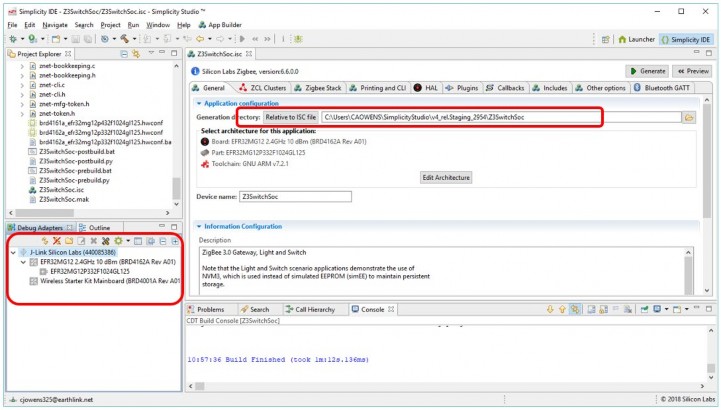 Simplicity IDE - Z3SwitchSoc/Z3SwitchSoc.isc - Simplicity Studio ™
File Edit Navigate Search Project Run Window Help App Builder
Launcher Simplicity IDE
Project Explorer
znet-bookkeeping.c
znet-bookkeeping.h
znet-cli.c
znet-cli.h
znet-mfg-token.h
znet-token.h
brd4161a_efr32mg12p432f1024gl125.hwconf
brd4162a_efr32mg12p332f1024gl125.hwconf
brd4162a_efr32mg12p332f1024gl125.hwconf.ba
Z3SwitchSoc-postbuild.bat
Z3SwitchSoc-postbuild.py
Z3SwitchSoc-prebuild.bat
Z3SwitchSoc-prebuild.py
Z3SwitchSoc.isc
Z3SwitchSoc.mak
Debug Adapters Outline
J-Link Silicon Labs (440085386)
EFR32MG12 2.4GHz 10 dBm (BRD4162A Rev A01)
EFR32MG12P332F1024GL125
Wireless Starter Kit Mainboard (BRD4001A Rev A01
Z3SwitchSoc.isc
Silicon Labs Zigbee, version:6.6.0.0
Generate Preview
General ZCL Clusters Zigbee Stack Printing and CLI HAL Plugins Callbacks Includes Other options Bluetooth GATT
Application configuration
Generation directory: Relative to ISC file C:\Users\CAOWENS\SimplicityStudio\v4_rel.Staging_2954\Z3SwitchSoc
Select architecture for this application:
Board: EFR32MG12 2.4GHz 10 dBm (BRD4162A Rev A01)
Part: EFR32MG12P332F1024GL125
Toolchain: GNU ARM v7.2.1
Edit Architecture
Device name: Z3SwitchSoc
Information Configuration
Description
ZigBee 3.0 Gateway, Light and Switch
Note that the Light and Switch scenario applications demonstrate the use of
NVM3, which is used instead of simulated EEPROM (simEE) to maintain persistent
storage.
Problems Search Call Hierarchy Console
CDT Build Console [Z3SwitchSoc]
10:57:36 Build Finished (took 1m:12s.136ms)
cjowens325@earthlink.net
© 2018 Silicon Labs